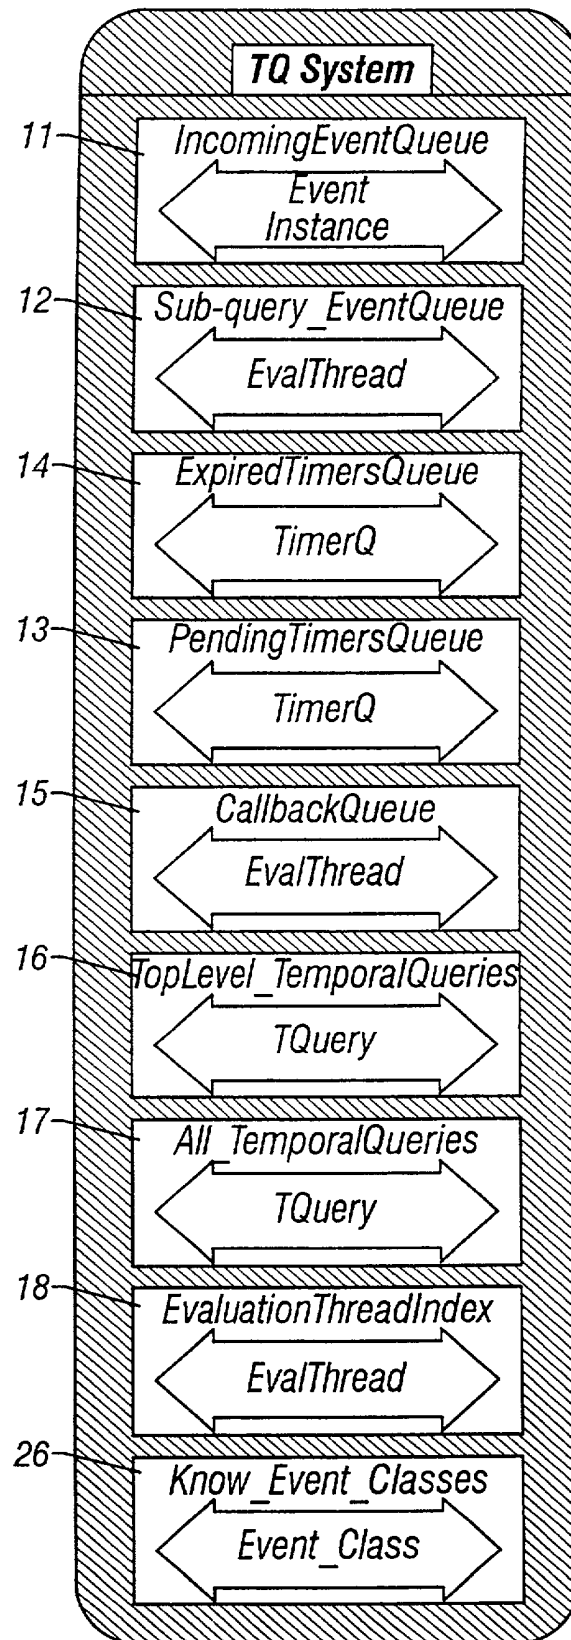 TQ System
11
IncomingEventQueue
Event
Instance
12
Sub-query_EventQueue
EvalThread
14
ExpiredTimersQueue
TimerQ
13
PendingTimersQueue
TimerQ
15
CallbackQueue
EvalThread
16
TopLevel_TemporalQueries
TQuery
17
All_TemporalQueries
TQuery
18
EvaluationThreadIndex
EvalThread
26
Know_Event_Classes
Event_Class